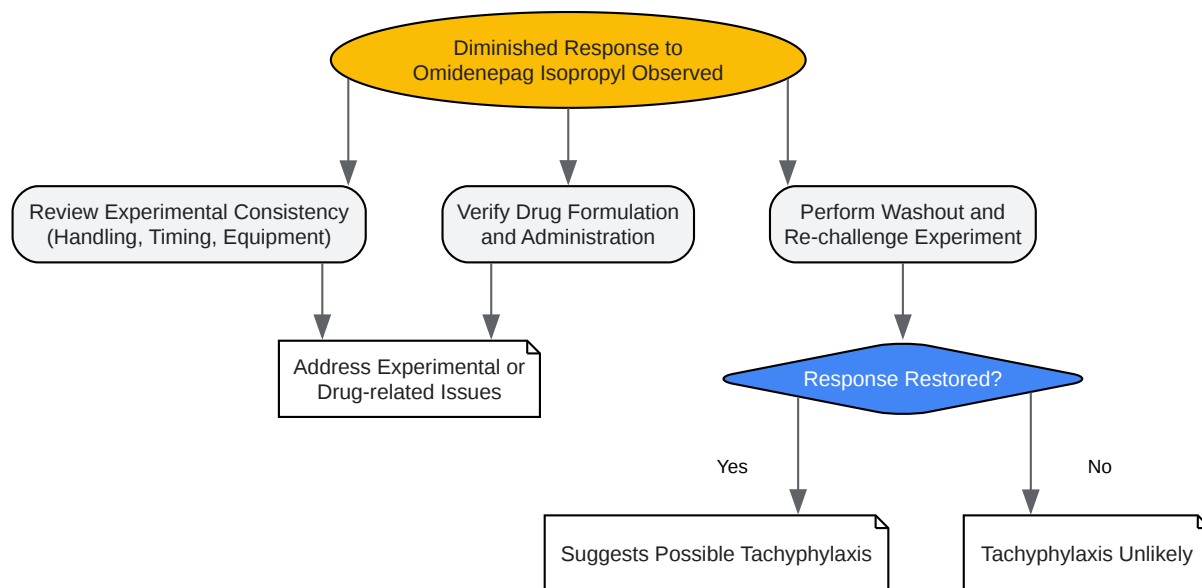 Diminished Response to
Omidenepag Isopropyl Observed
Review Experimental Consistency
(Handling, Timing, Equipment)
Verify Drug Formulation
and Administration
Perform Washout and
Re-challenge Experiment
Address Experimental or
Drug-related Issues
Response Restored?
Yes
No
Suggests Possible Tachyphylaxis
Tachyphylaxis Unlikely